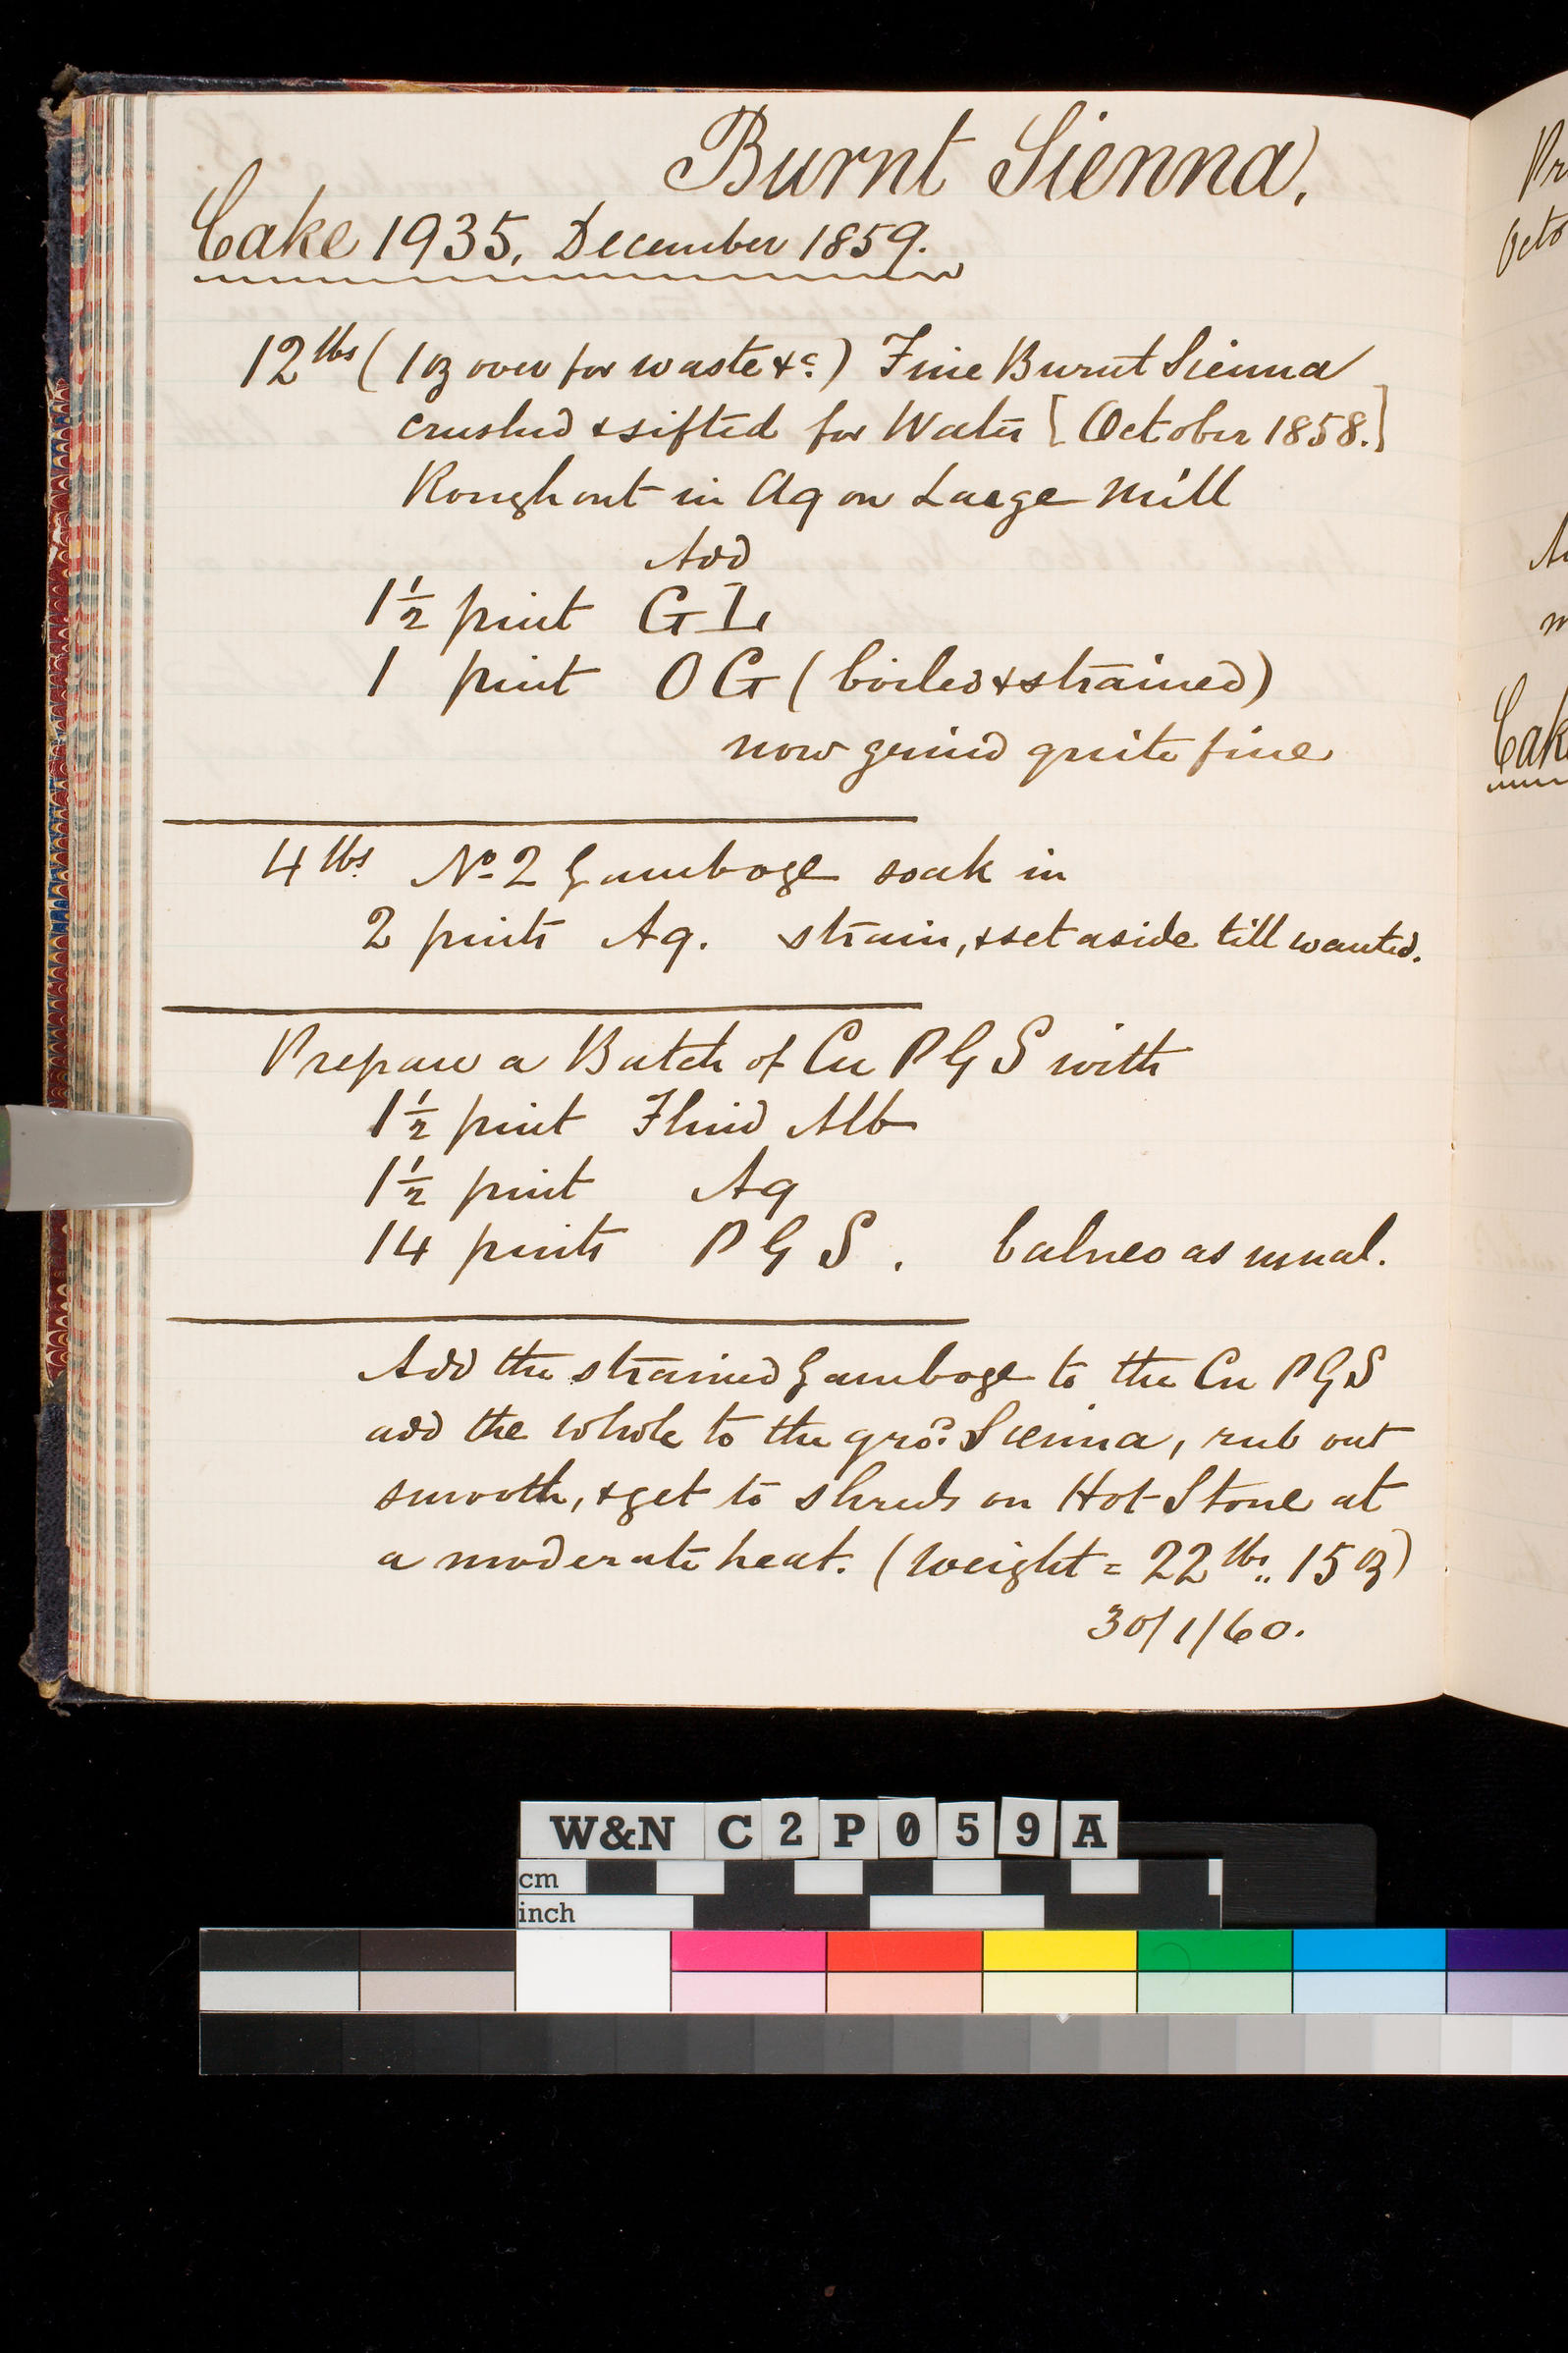 Burnt Sienna,
Cake 1935, December 1859.
12 lbs (1 oz over for waste &c.) Fine Burnt Sienna
crushed & sifted for Water [October 1858.]
Rough out in Aq on Large Mill
Add
1½ pint GL
1 pint OG (boiled & strained)
now grind quite fine
4 lbs No 2 Gamboge soak in
2 pints Aq. strain, & set aside till wanted.
Prepare a Batch of Cu PGS with
1½ pint Fluid Alb
1½ pint Aq
14 pints PGS. balneo as usual.
Add the strained Gamboge to the Cu PGS
add the whole to the grod. Sienna, rub out
smooth, & get to shreds on Hot Stone at
a moderate heat. (Weight = 22 lbs.. 15 oz)
30/1/60.
Pr
Octo
Cak
W&N C2P059A
cm
inch